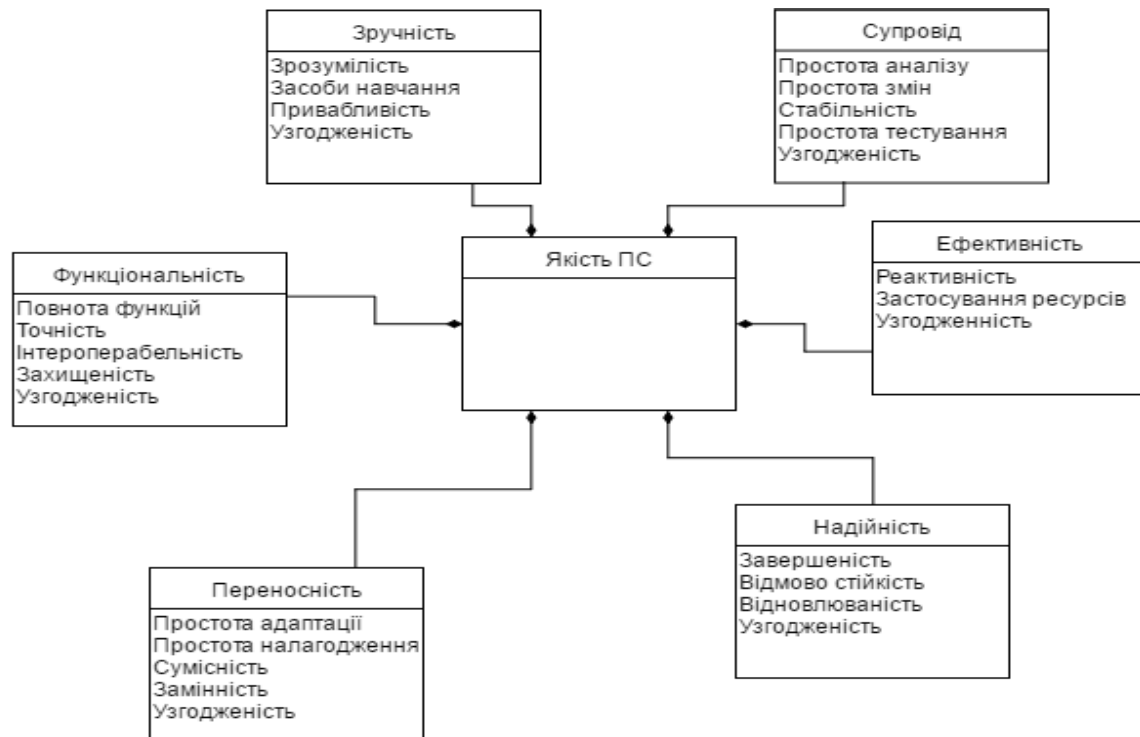 Зручність
Зрозумілість
Засоби навчання
Привабливість
Узгодженість
Супровід
Простота аналізу
Простота змін
Стабільність
Простота тестування
Узгодженість
Функціональність
Повнота функцій
Точність
Інтероперабельність
Захищеність
Узгодженість
Якість ПС
Ефективність
Реактивність
Застосування ресурсів
Узгодженність
Переносність
Простота адаптації
Простота налагодження
Сумісність
Замінність
Узгодженість
Надійність
Завершеність
Відмово стійкість
Відновлюваність
Узгодженість